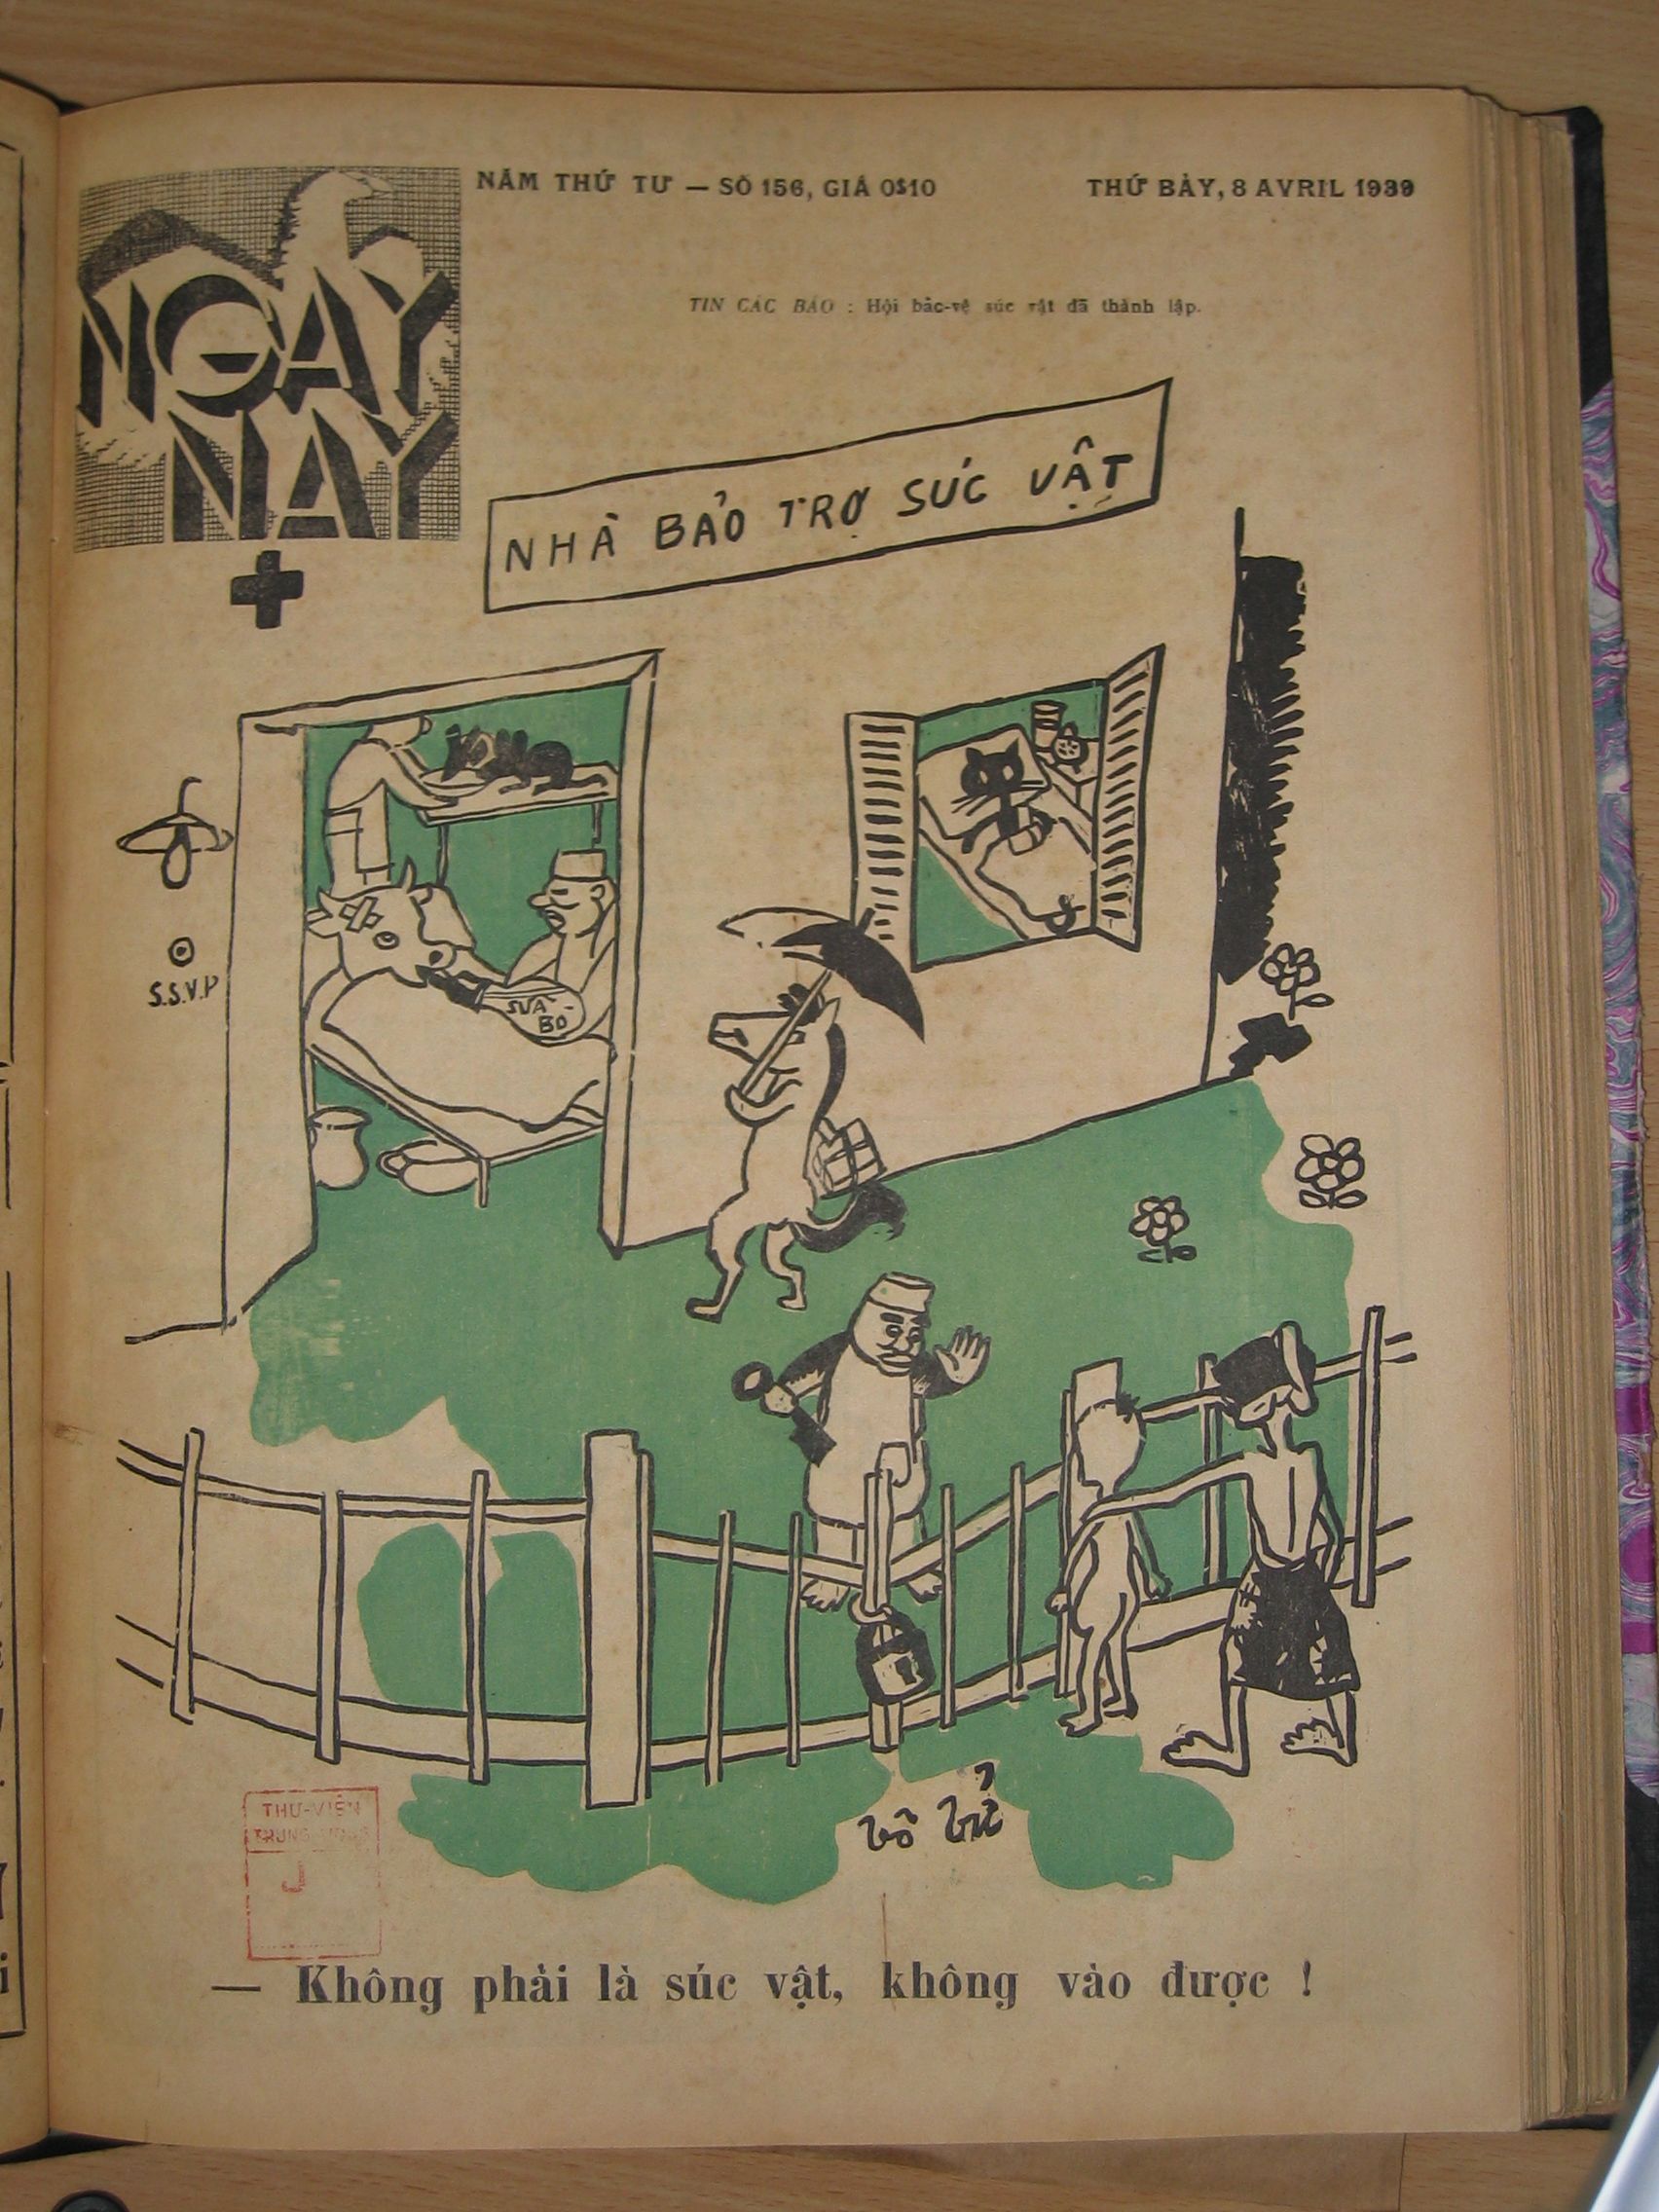 NGAY NAY
NĂM THỨ TƯ — SỐ 156, GIÁ 0$10
THỨ BẢY, 8 AVRIL 1939
TIN CÁC BÁO : Hội bảo-vệ súc vật đã thành lập.
NHÀ BẢO TRỢ SÚC VẬT
S.S.V.P
SỮA
BÒ
THƯ-VIỆN
TRUNG
J
— Không phải là súc vật, không vào được !